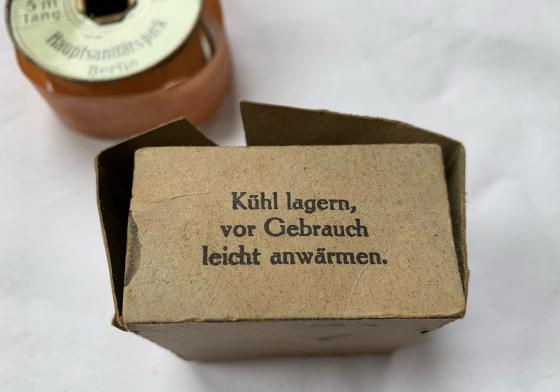 5 m
lang
Hauptsanitätspark
Berlin
Kühl lagern,
vor Gebrauch
leicht anwärmen.